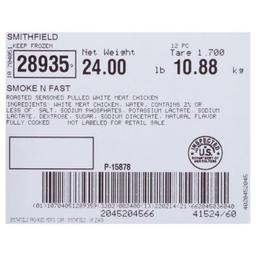 SMITHFIELD
KEEP FROZEN
12 PC
Net Weight
Tare 1.700
28935
24.00 lb 10.88 kg
SMOKE N FAST
ROASTED SEASONED PULLED WHITE MEAT CHICKEN
INGREDIENTS: WHITE MEAT CHICKEN, WATER, CONTAINS 2% OR
LESS OF: SALT, SODIUM PHOSPHATES, POTASSIUM LACTATE, SODIUM
LACTATE, DEXTROSE, SUGAR, SODIUM DIACETATE, NATURAL FLAVOR
FULLY COOKED NOT LABELED FOR RETAIL SALE
INSPECTED
U.S.
DEPARTMENT OF
AGRICULTURE
P-15878
2045204566
41524/60